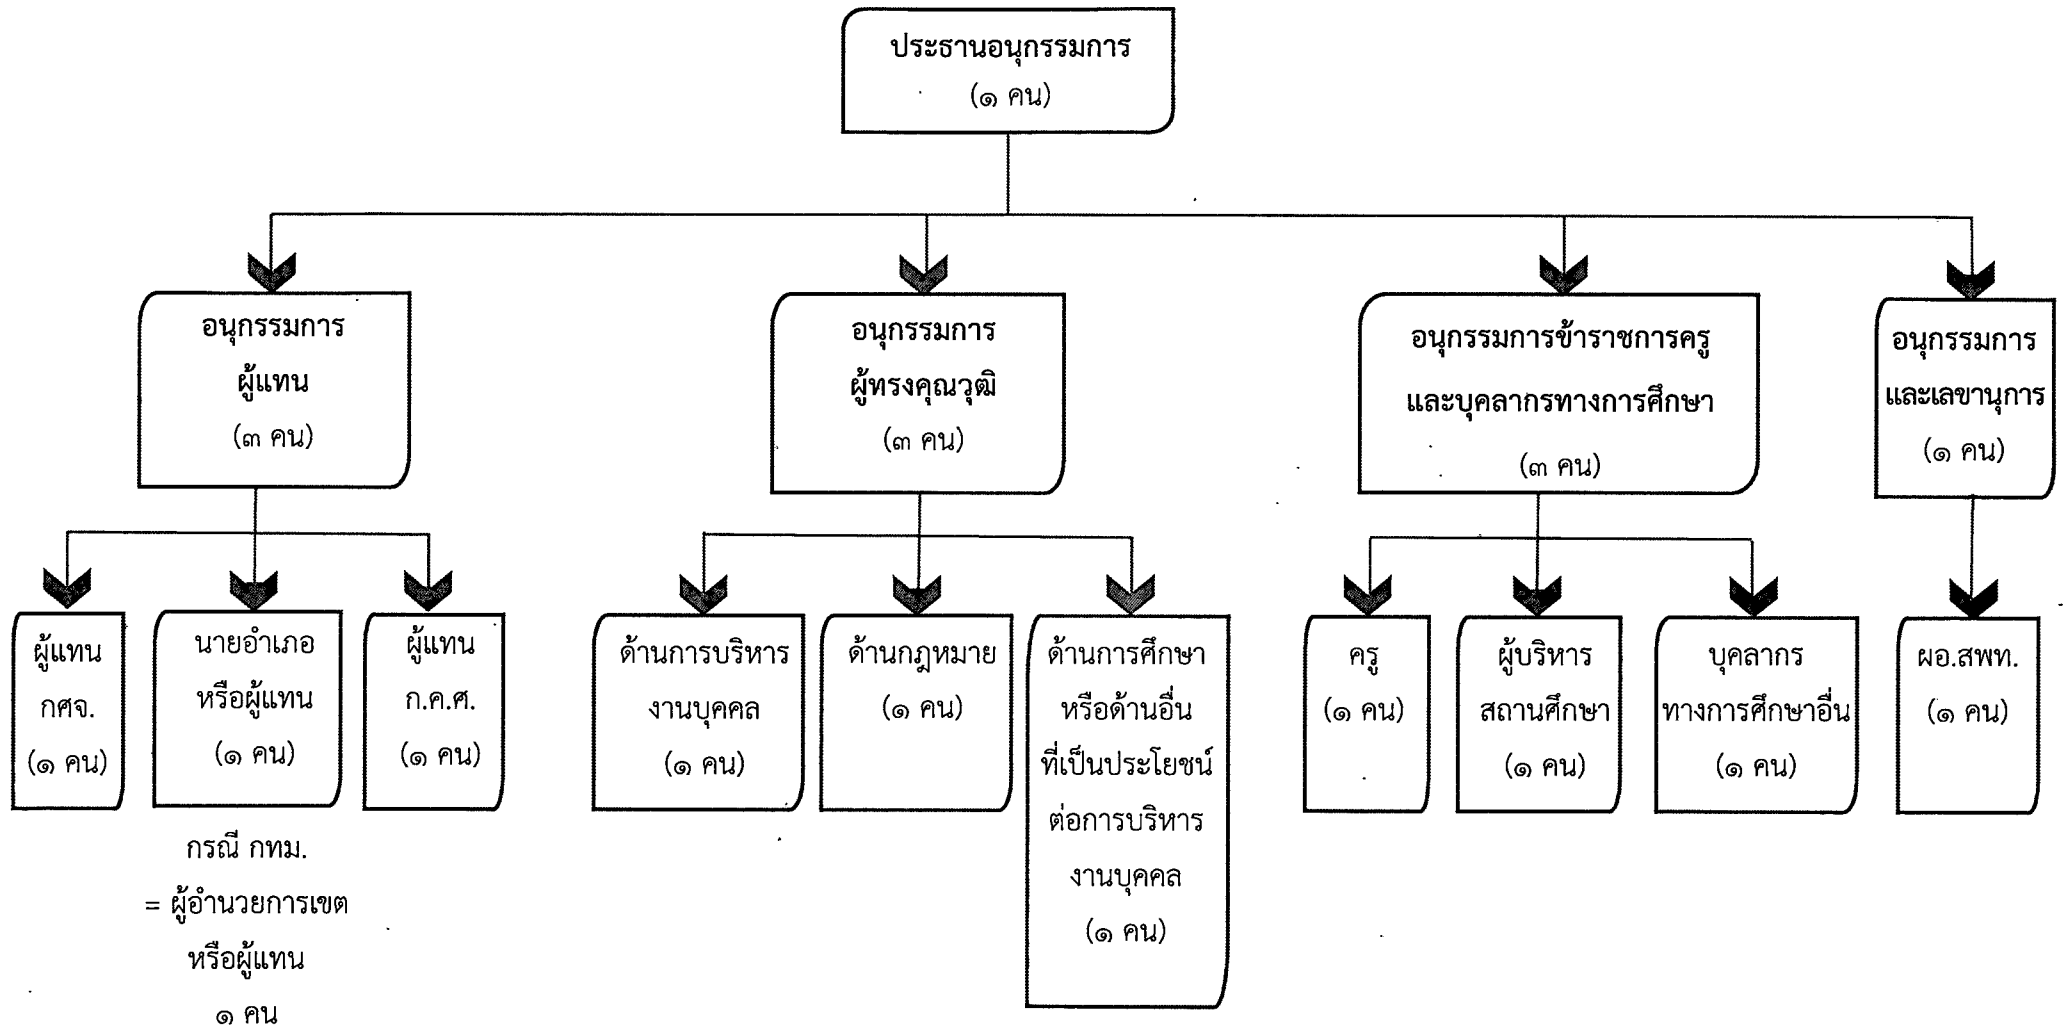 ประธานอนุกรรมการ
(๑ คน)
อนุกรรมการ
ผู้แทน
(๓ คน)
อนุกรรมการ
ผู้ทรงคุณวุฒิ
(๓ คน)
อนุกรรมการข้าราชการครู
และบุคลากรทางการศึกษา
(๓ คน)
อนุกรรมการ
และเลขานุการ
(๑ คน)
ผู้แทน
กศจ.
(๑ คน)
นายอำเภอ
หรือผู้แทน
(๑ คน)
กรณี กทม.
= ผู้อำนวยการเขต
หรือผู้แทน
๑ คน
ผู้แทน
ก.ค.ศ.
(๑ คน)
ด้านการบริหาร
งานบุคคล
(๑ คน)
ด้านกฎหมาย
(๑ คน)
ด้านการศึกษา
หรือด้านอื่น
ที่เป็นประโยชน์
ต่อการบริหาร
งานบุคคล
(๑ คน)
ครู
(๑ คน)
ผู้บริหาร
สถานศึกษา
(๑ คน)
บุคลากร
ทางการศึกษาอื่น
(๑ คน)
ผอ.สพท.
(๑ คน)